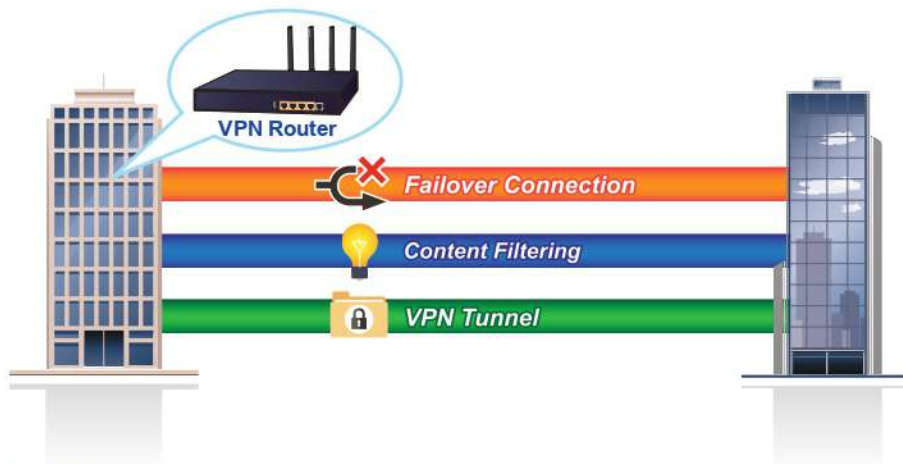 VPN Router
Failover Connection
Content Filtering
VPN Tunnel